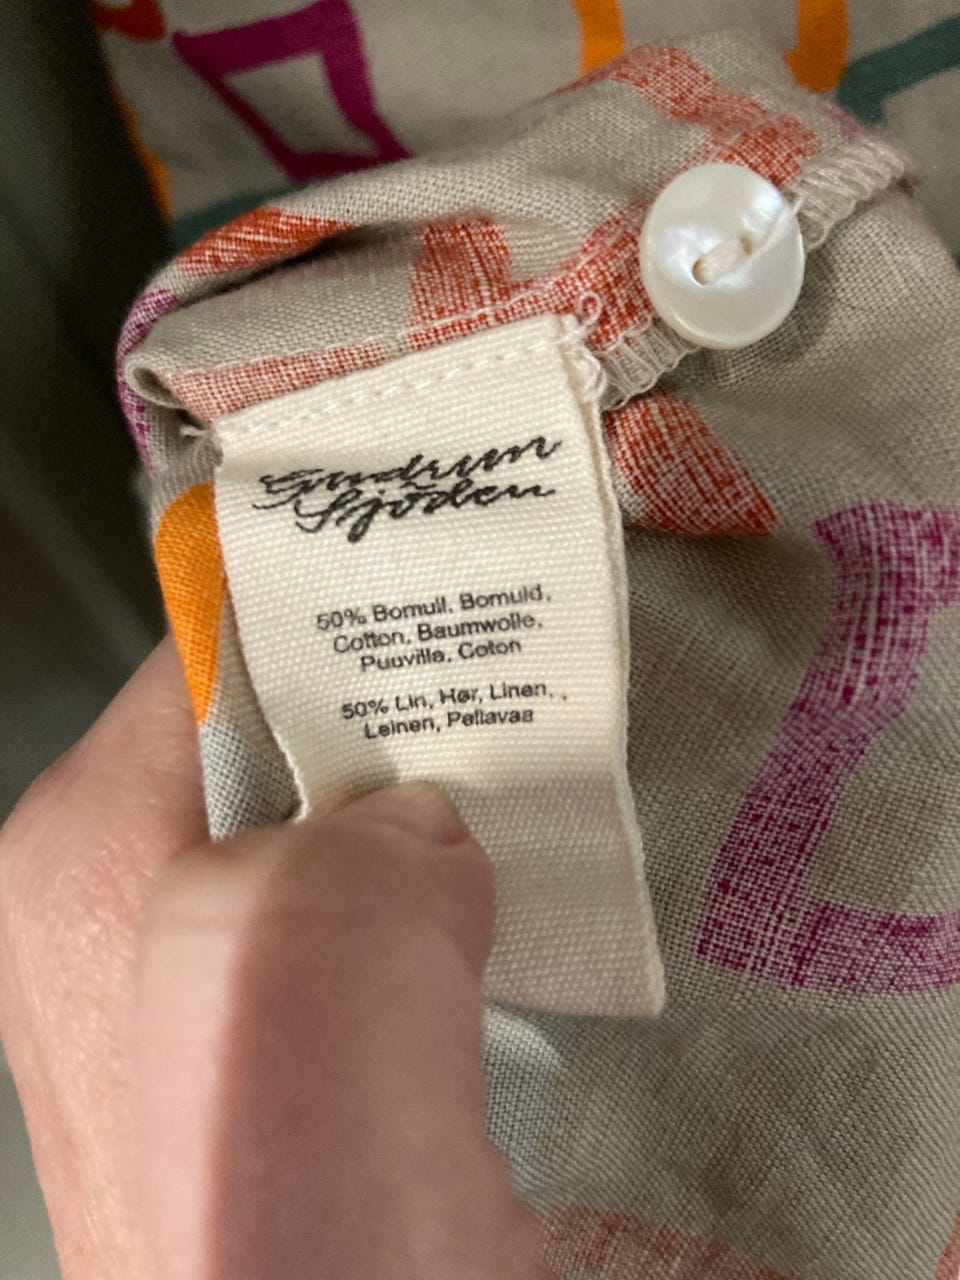 Gudrun
Sjödén
50% Bomull, Bomuld,
Cotton, Baumwolle,
Puuvilla, Coton
50% Lin, Hør, Linen,
Leinen, Pellavaa